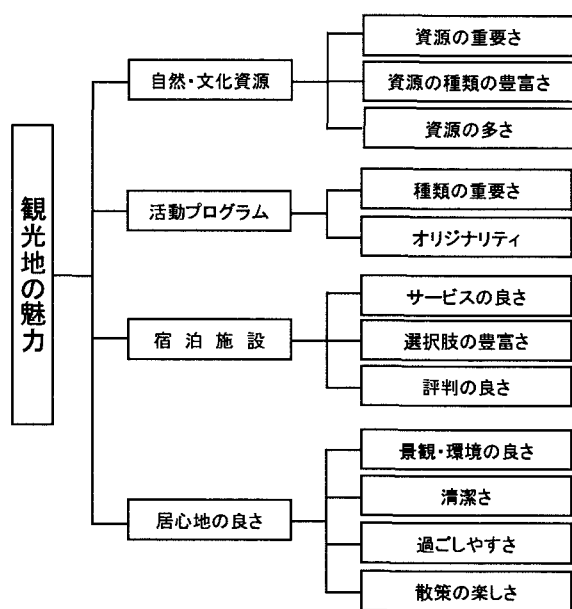 観光地の魅力
自然・文化資源
資源の重要さ
資源の種類の豊富さ
資源の多さ
活動プログラム
種類の重要さ
オリジナリティ
宿泊施設
サービスの良さ
選択肢の豊富さ
評判の良さ
居心地の良さ
景観・環境の良さ
清潔さ
過ごしやすさ
散策の楽しさ